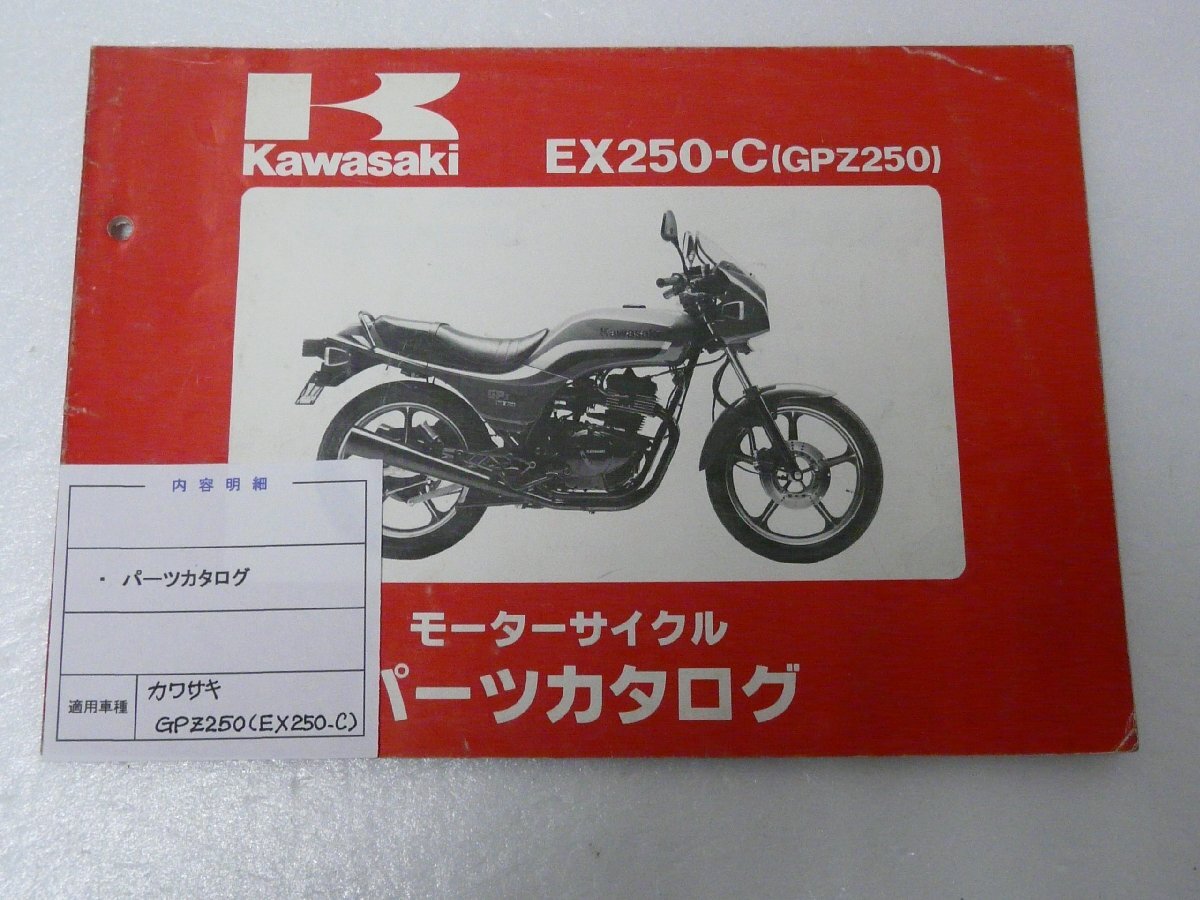 Kawasaki
EX250-C(GPZ250)
Kawasaki
モーターサイクル
パーツカタログ
内容明細
・ パーツカタログ
適用車種
カワサキ
GPZ250(EX250-C)